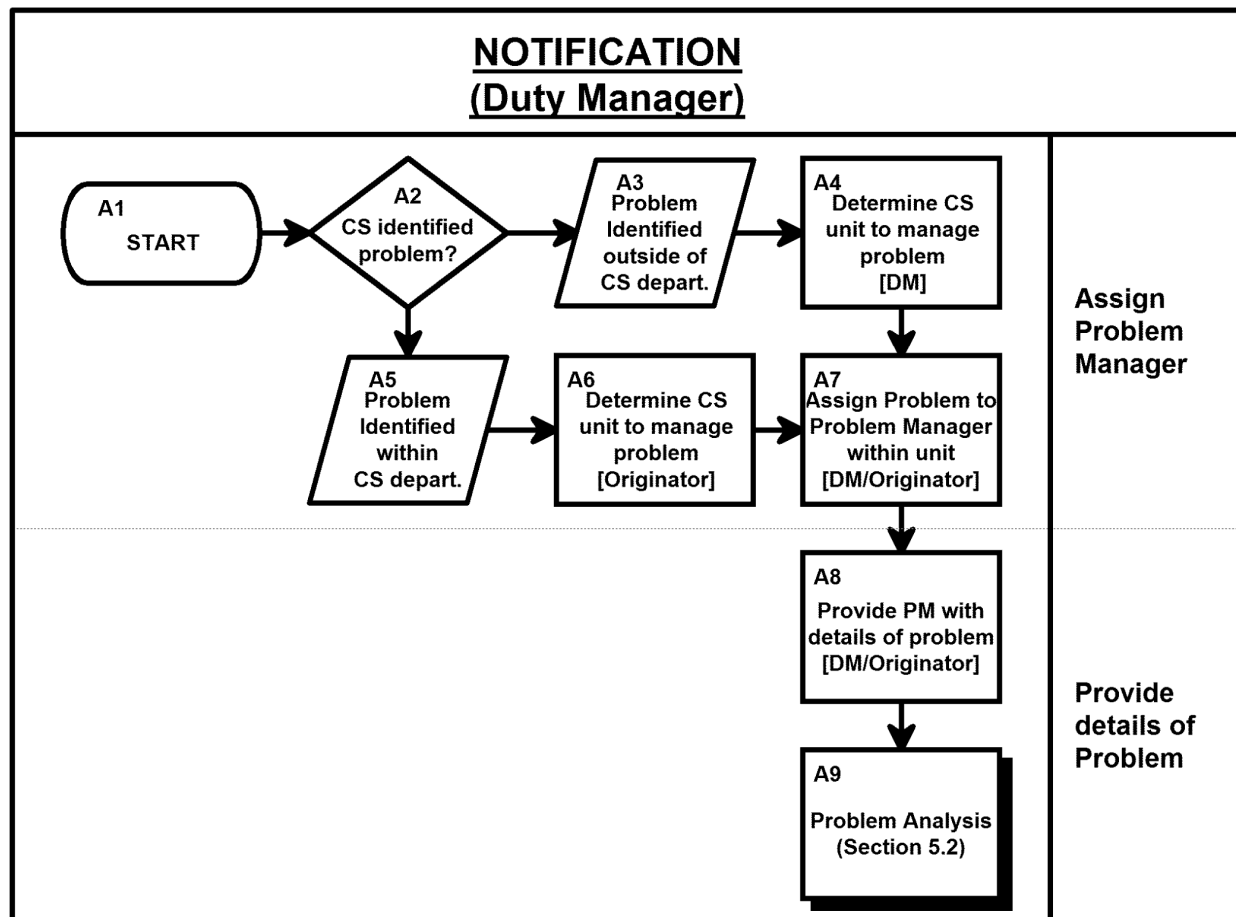 NOTIFICATION
(Duty Manager)
A1
START
A2
CS identified
problem?
A3
Problem
Identified
outside of
CS depart.
A4
Determine CS
unit to manage
problem
[DM]
Assign
Problem
Manager
A5
Problem
Identified
within
CS depart.
A6
Determine CS
unit to manage
problem
[Originator]
A7
Assign Problem to
Problem Manager
within unit
[DM/Originator]
A8
Provide PM with
details of problem
[DM/Originator]
Provide
details of
Problem
A9
Problem Analysis
(Section 5.2)